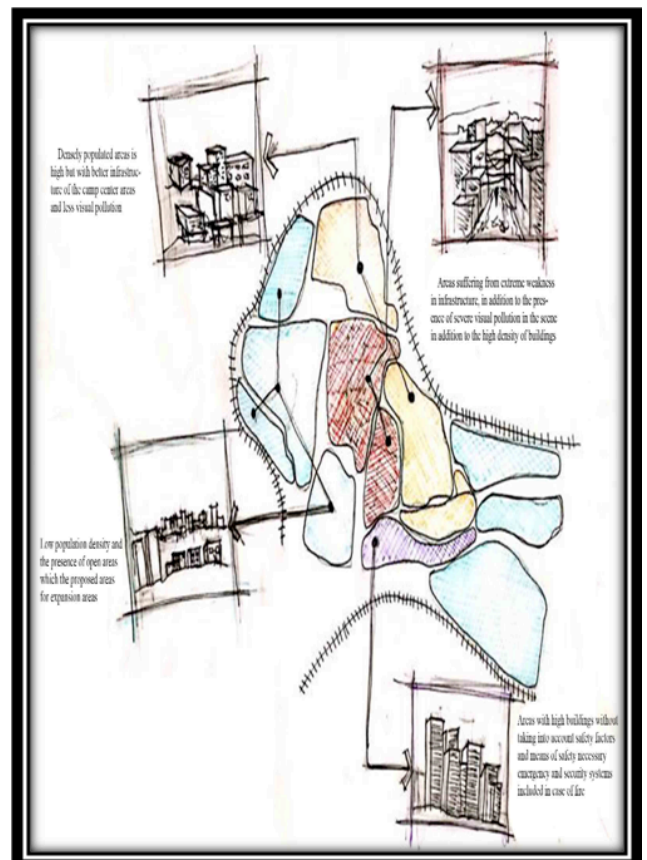 Densely populated areas is
high but with better infrastruc-
ture of the camp center areas
and less visual pollution
Areas suffering from extreme weakness
in infrastructure, in addition to the pres-
ence of severe visual pollution in the scene
in addition to the high density of buildings
Low population density and
the presence of open areas
which the proposed areas
for expansion areas
Areas with high buildings without
taking into account safety factors
and means of safety necessary
emergency and security systems
included in case of fire